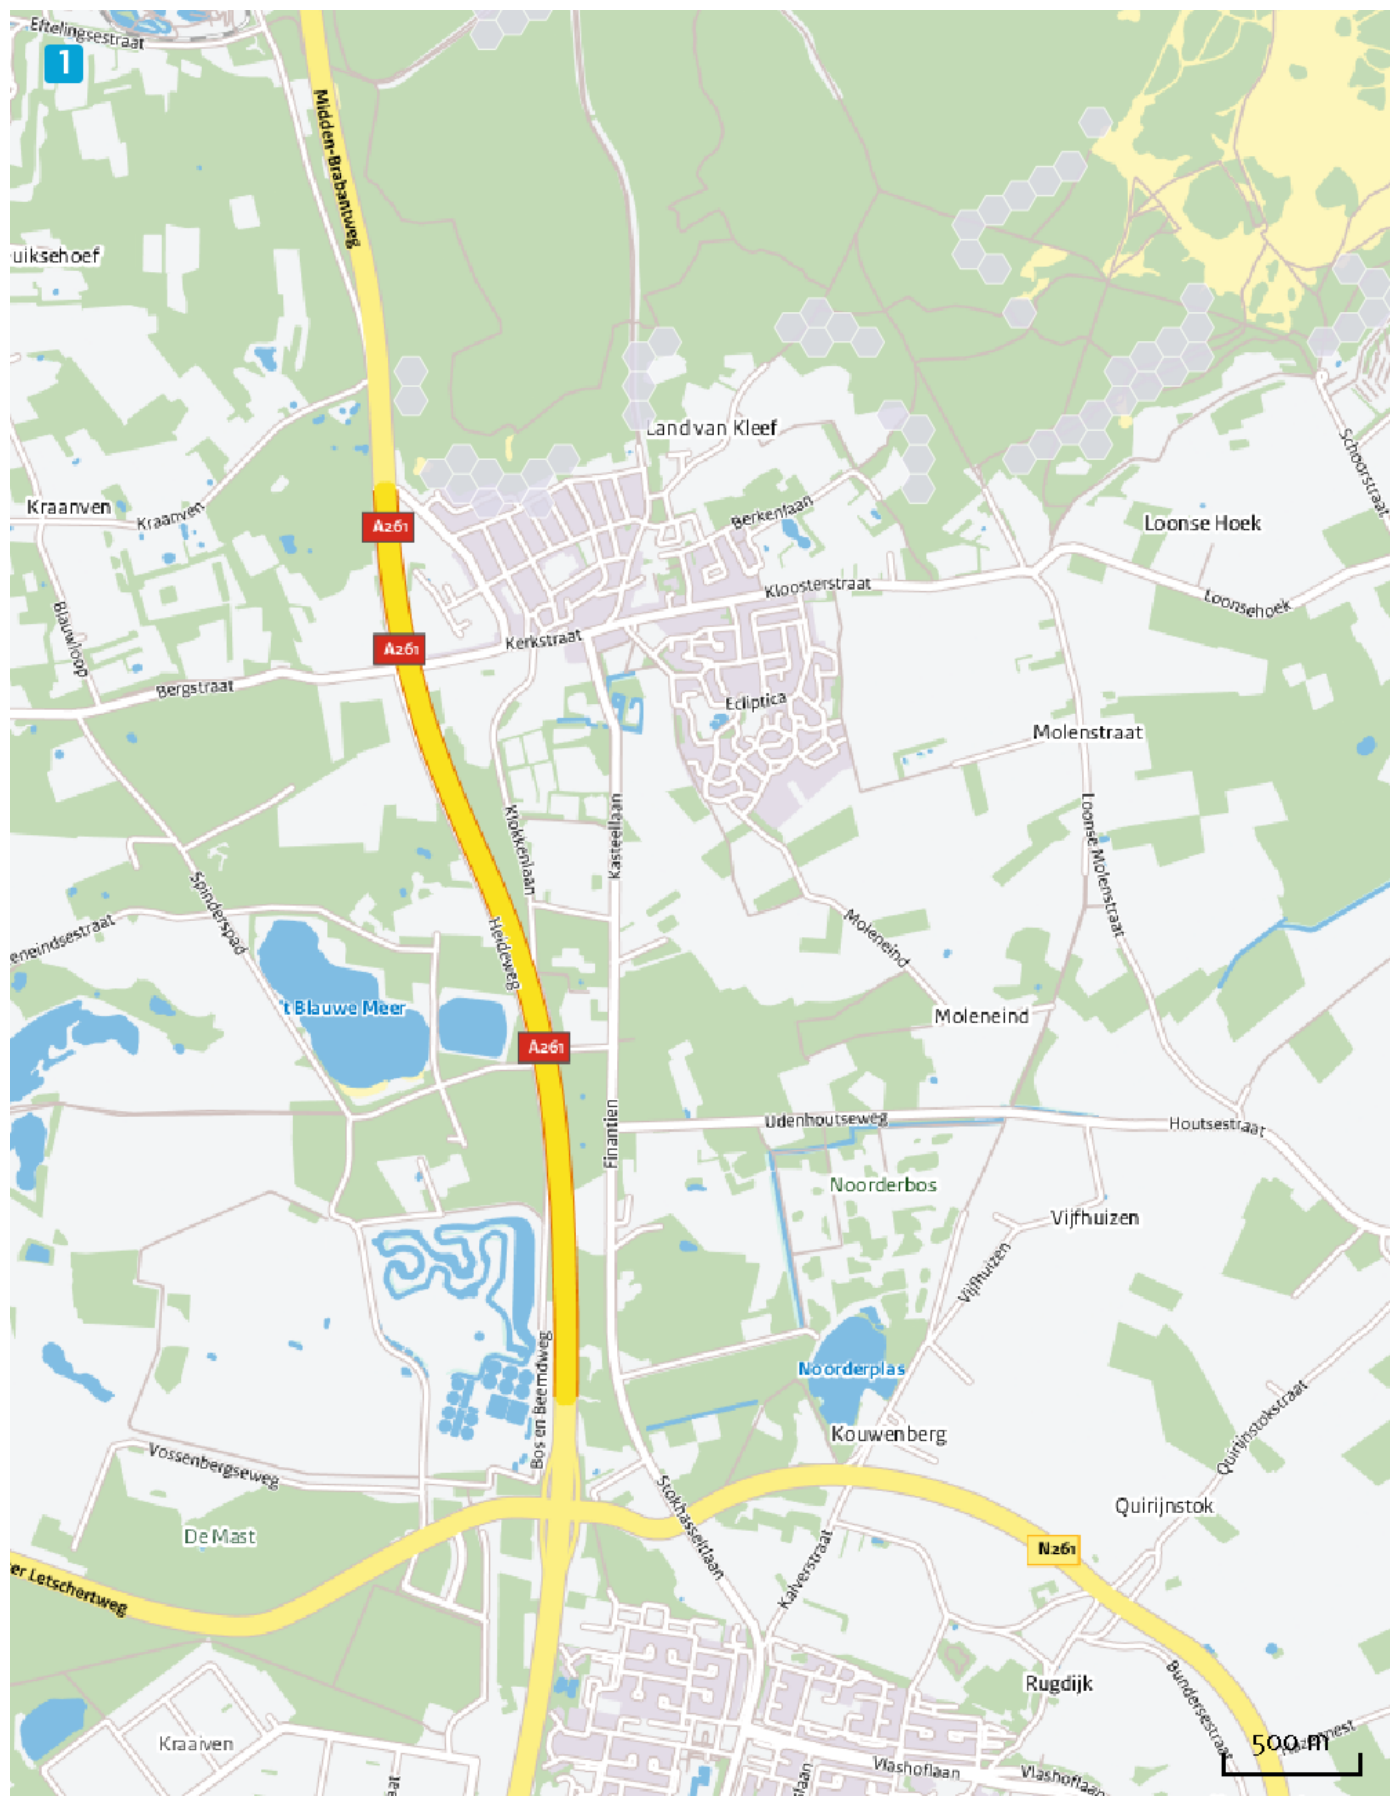 Eftelingsestraat
1
Midden-Brabantweg
uiksehoef
Land van Kleef
Schoorstraat
Kraanven
Kraanven
Berkenlaan
Loonse Hoek
A261
Kloosterstraat
Loonsehoek
Blauwloop
Kerkstraat
A261
Bergstraat
Ecliptica
Molenstraat
Klokkenlaan
Kasteellaan
Loonse Molenstraat
Spinderspad
eneindsestraat
Heideweg
Moleneind
't Blauwe Meer
Moleneind
A261
Finantien
Udenhoutseweg
Houtsestraat
Noorderbos
Vijfhuizen
Vijfhuizen
Bos en Beemdweg
Noorderplas
Quirijnstokstraat
Kouwenberg
Vossenbergseweg
Stokhasseltlaan
Quirijnstok
De Mast
Kalverstraat
N261
er Letschertweg
Rugdijk
Bundersestraat
Kraaiven
500 m
Vlashoflaan
Vlashoflaan